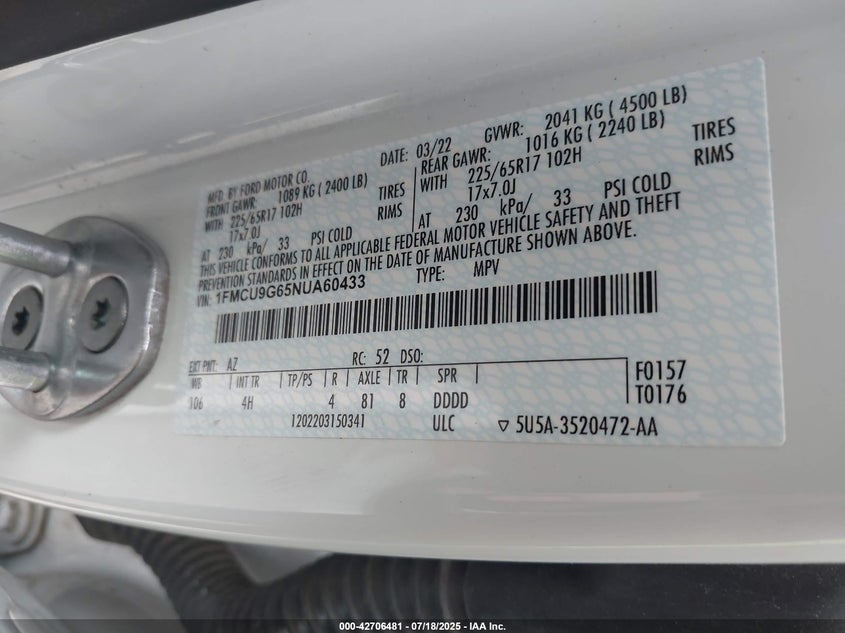 MFD. BY FORD MOTOR CO.
DATE: 03/22 GVWR: 2041 KG ( 4500 LB)
FRONT GAWR: 1089 KG ( 2400 LB)
REAR GAWR: 1016 KG ( 2240 LB)
WITH 225/65R17 102H TIRES
WITH 225/65R17 102H TIRES
17x7.0J RIMS
17x7.0J RIMS
AT 230 kPa/ 33 PSI COLD
AT 230 kPa/ 33 PSI COLD
THIS VEHICLE CONFORMS TO ALL APPLICABLE FEDERAL MOTOR VEHICLE SAFETY AND THEFT
PREVENTION STANDARDS IN EFFECT ON THE DATE OF MANUFACTURE SHOWN ABOVE.
VIN: 1FMCU9G65NUA60433 TYPE: MPV
EXT PNT: AZ RC: 52 DSO:
WB INT TR TP/PS R AXLE TR SPR F0157
106 4H 4 81 8 DDDD T0176
1202203150341 ULC ▽ 5U5A-3520472-AA
000-42706481 - 07/18/2025 - IAA Inc.